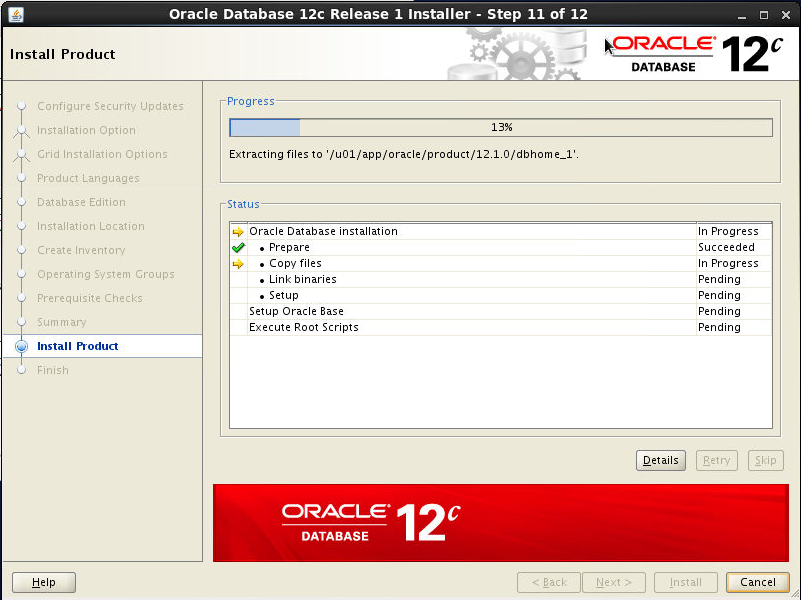 Oracle Database 12c Release 1 Installer - Step 11 of 12
Install Product
ORACLE
DATABASE
12c
Configure Security Updates
Installation Option
Grid Installation Options
Product Languages
Database Edition
Installation Location
Create Inventory
Operating System Groups
Prerequisite Checks
Summary
Install Product
Finish
Progress
13%
Extracting files to '/u01/app/oracle/product/12.1.0/dbhome_1'.
Status
Oracle Database installation In Progress
• Prepare Succeeded
• Copy files In Progress
• Link binaries Pending
• Setup Pending
Setup Oracle Base Pending
Execute Root Scripts Pending
Details Retry Skip
ORACLE
DATABASE
12c
Help < Back Next > Install Cancel